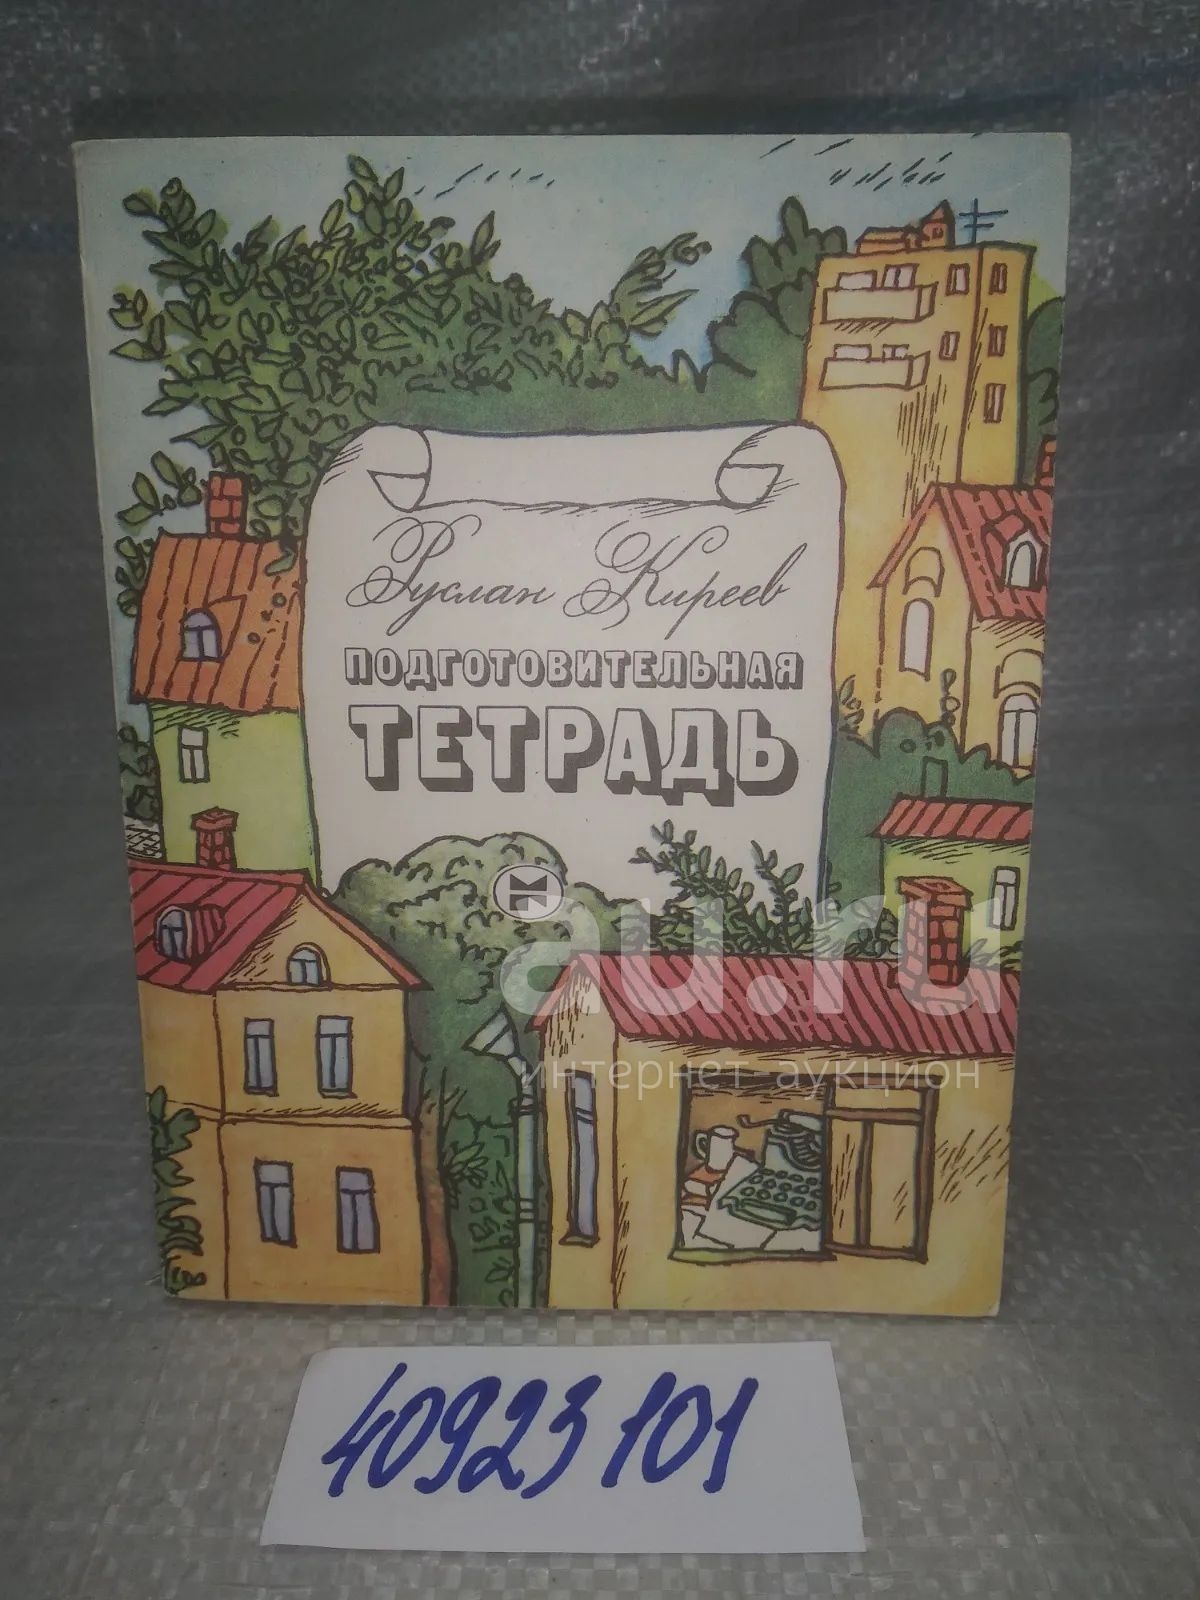 Руслан Киреев
ПОДГОТОВИТЕЛЬНАЯ
ТЕТРАДЬ
au.ru
интернет-аукцион
40923101